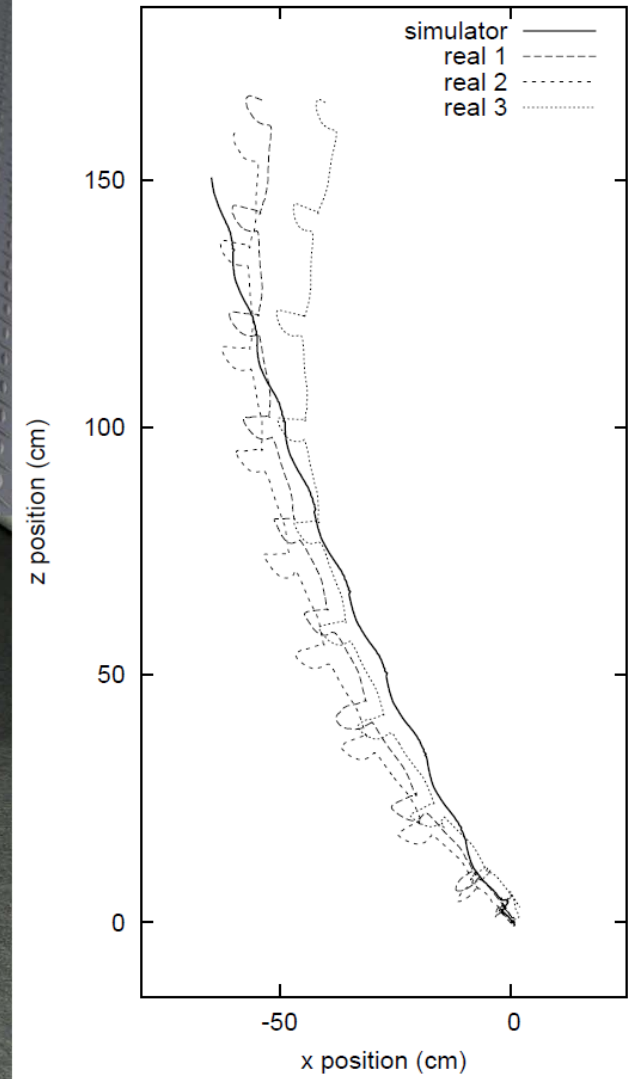 simulator
real 1
real 2
real 3
150
100
50
0
z position (cm)
-50
0
x position (cm)